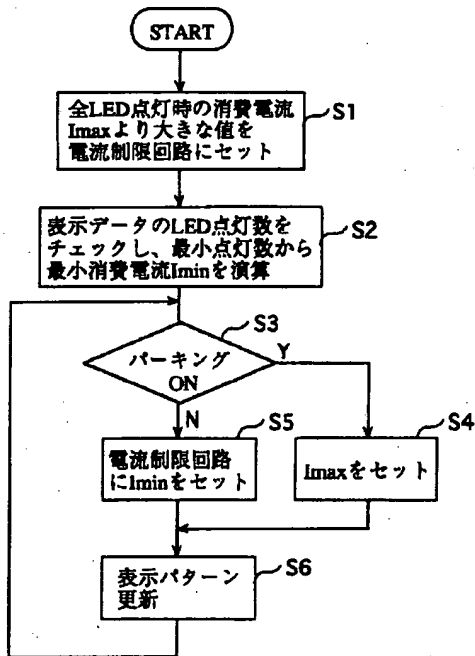 START
全LED点灯時の消費電流
Imaxより大きな値を
電流制限回路にセット
S1
表示データのLED点灯数を
チェックし、最小点灯数から
最小消費電流Iminを演算
S2
S3
パーキング
ON
Y
N
S5
電流制限回路
にIminをセット
S4
Imaxをセット
S6
表示パターン
更新